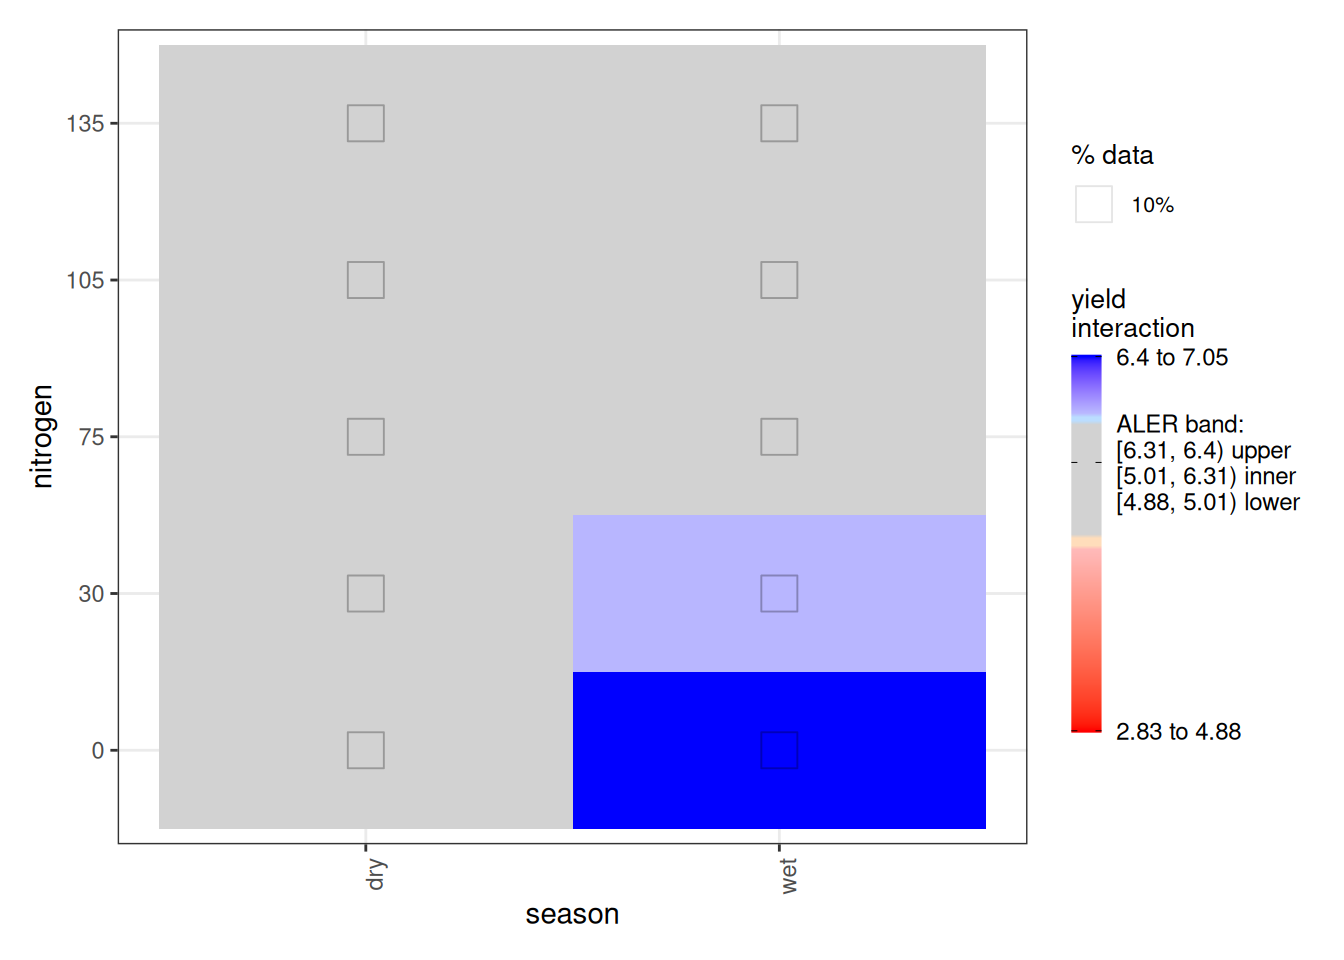 135
105
75
30
0
nitrogen
dry
wet
season
% data
10%
yield
interaction
6.4 to 7.05
ALER band:
[6.31, 6.4) upper
[5.01, 6.31) inner
[4.88, 5.01) lower
2.83 to 4.88